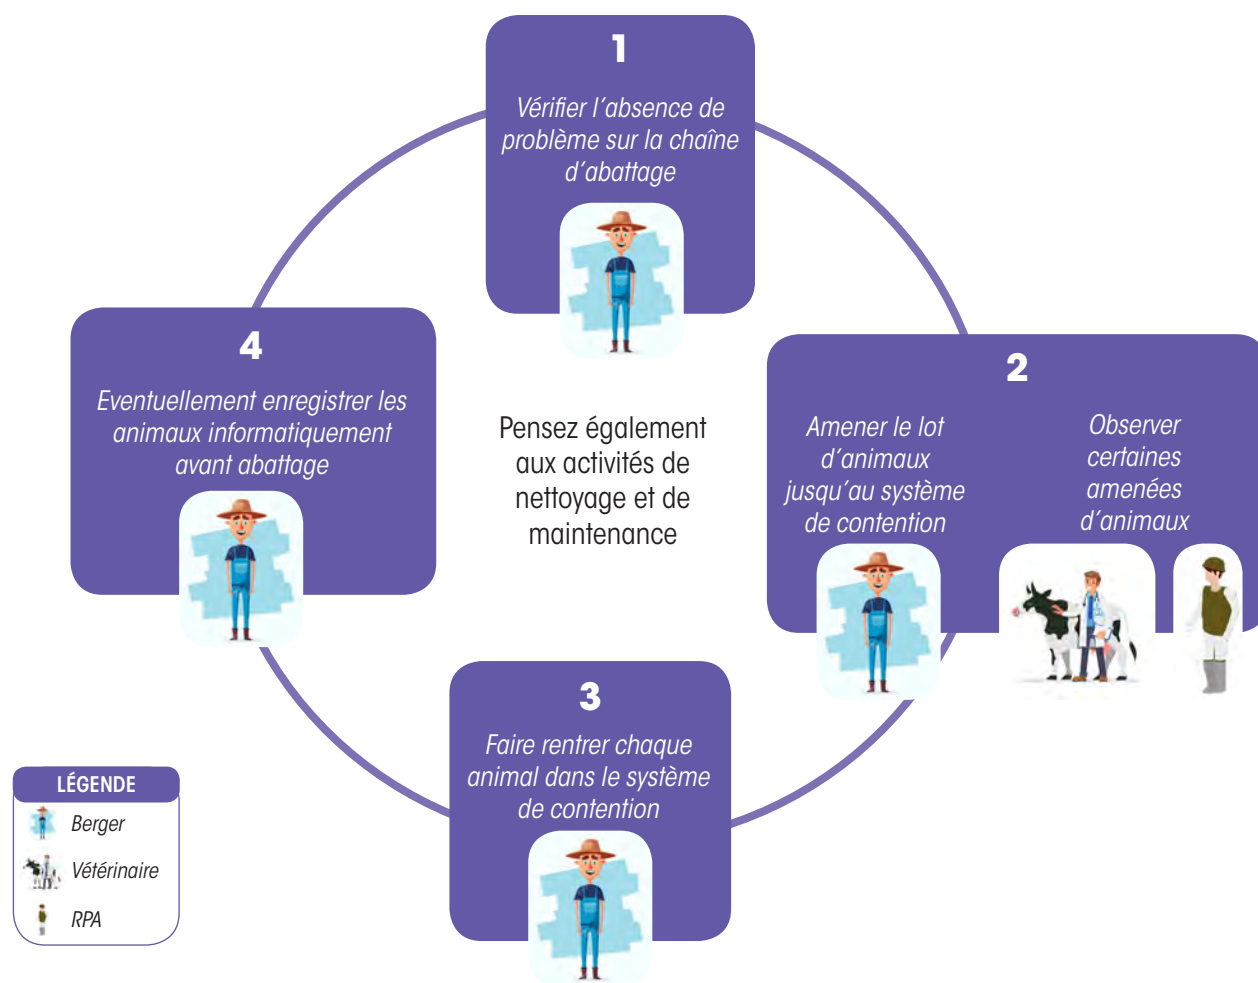 1
Vérifier l'absence de
problème sur la chaîne
d'abattage
2
Amener le lot
d'animaux
jusqu'au système
de contention
Observer
certaines
amenées
d'animaux
3
Faire rentrer chaque
animal dans le système
de contention
4
Eventuellement enregistrer les
animaux informatiquement
avant abattage
Pensez également
aux activités de
nettoyage et de
maintenance
LÉGENDE
Berger
Vétérinaire
RPA